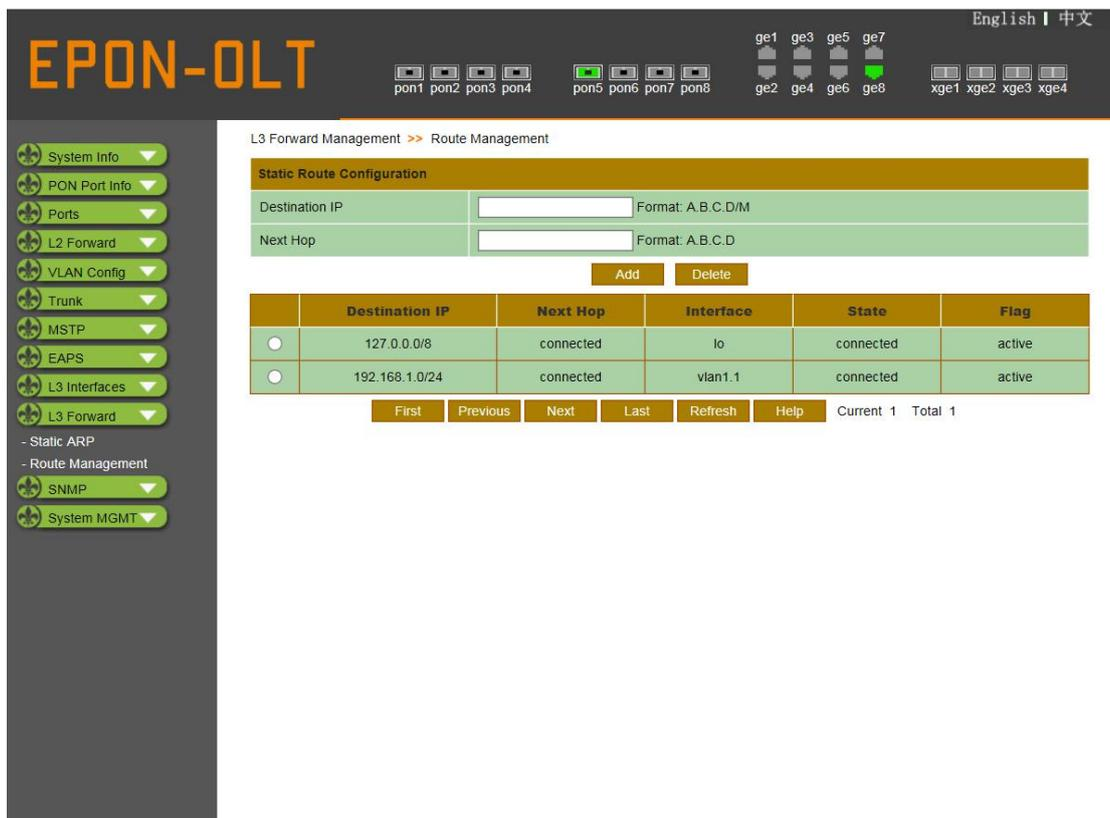 English 中文
EPON-OLT
ge1 ge3 ge5 ge7
pon1 pon2 pon3 pon4 pon5 pon6 pon7 pon8 ge2 ge4 ge6 ge8 xge1 xge2 xge3 xge4
System Info
PON Port Info
Ports
L2 Forward
VLAN Config
Trunk
MSTP
EAPS
L3 Interfaces
L3 Forward
- Static ARP
- Route Management
SNMP
System MGMT
L3 Forward Management >> Route Management
Static Route Configuration
Destination IP Format: A.B.C.D/M
Next Hop Format: A.B.C.D
Add Delete
Destination IP Next Hop Interface State Flag
127.0.0.0/8 connected lo connected active
192.168.1.0/24 connected vlan1.1 connected active
First Previous Next Last Refresh Help Current 1 Total 1